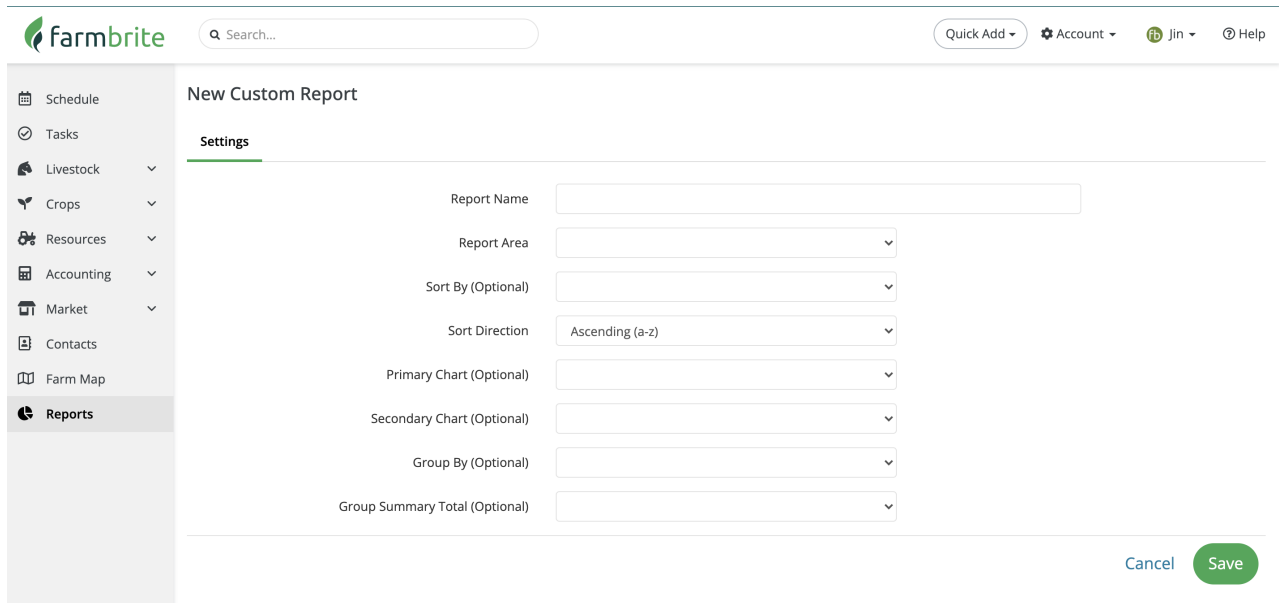 farmbrite
Search...
Quick Add
Account
fb
Jin
Help
Schedule
Tasks
Livestock
Crops
Resources
Accounting
Market
Contacts
Farm Map
Reports
New Custom Report
Settings
Report Name
Report Area
Sort By (Optional)
Sort Direction
Ascending (a-z)
Primary Chart (Optional)
Secondary Chart (Optional)
Group By (Optional)
Group Summary Total (Optional)
Cancel
Save